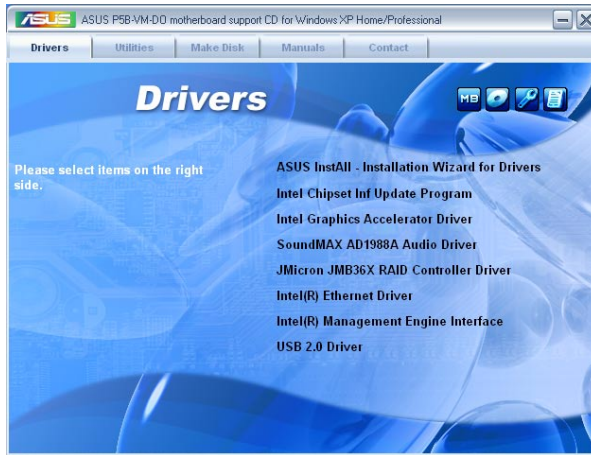 ASUS ASUS P5B-VM-DO motherboard support CD for Windows XP Home/Professional
Drivers Utilities Make Disk Manuals Contact
Drivers
MB
Please select items on the right
side.
ASUS InstAll - Installation Wizard for Drivers
Intel Chipset Inf Update Program
Intel Graphics Accelerator Driver
SoundMAX AD1988A Audio Driver
JMicron JMB36X RAID Controller Driver
Intel(R) Ethernet Driver
Intel(R) Management Engine Interface
USB 2.0 Driver